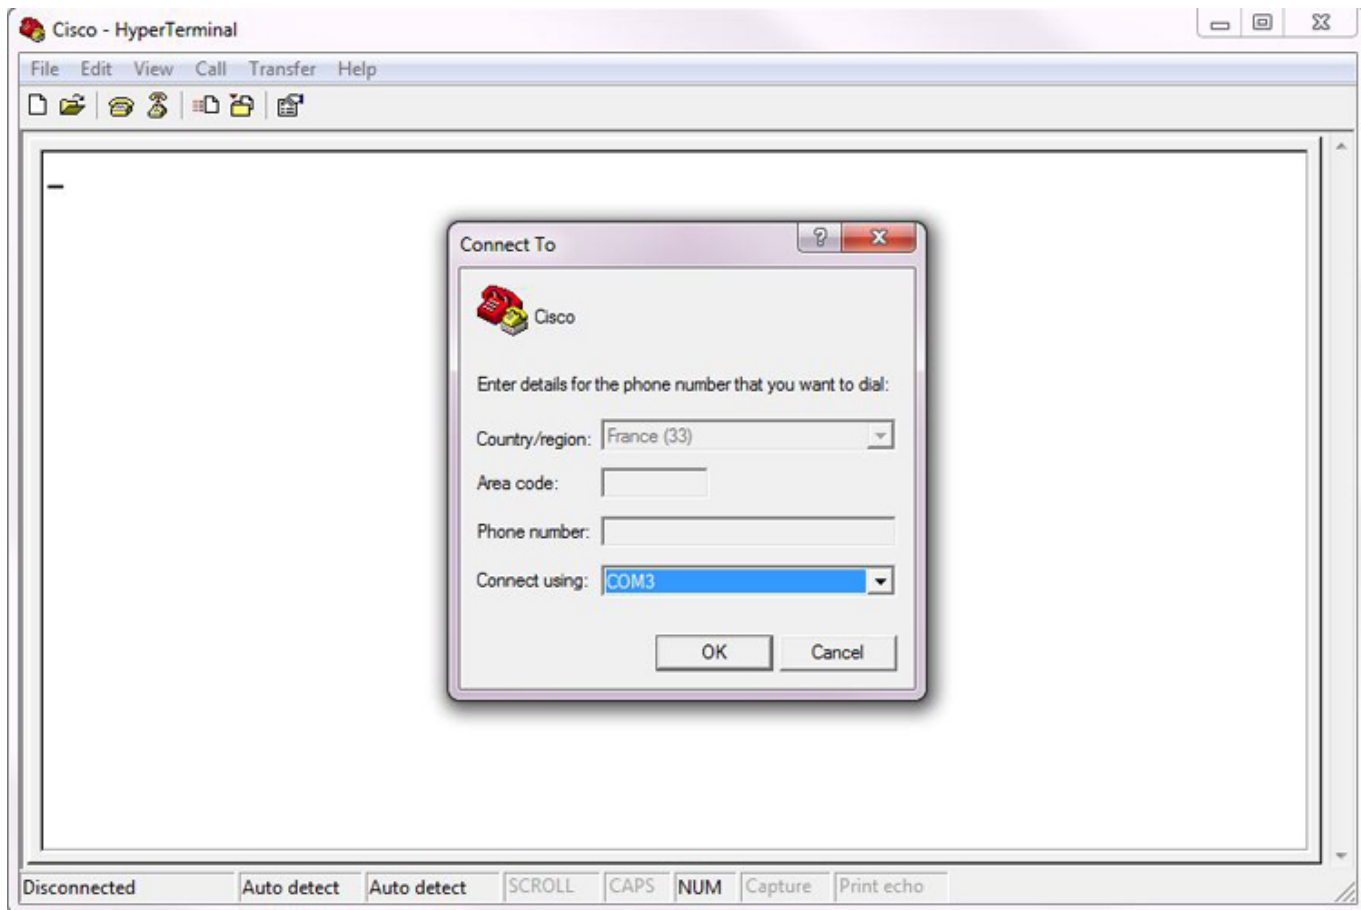 Cisco - HyperTerminal
File Edit View Call Transfer Help
Connect To
Cisco
Enter details for the phone number that you want to dial:
Country/region: France (33)
Area code:
Phone number:
Connect using: COM3
OK Cancel
Disconnected Auto detect Auto detect SCROLL CAPS NUM Capture Print echo